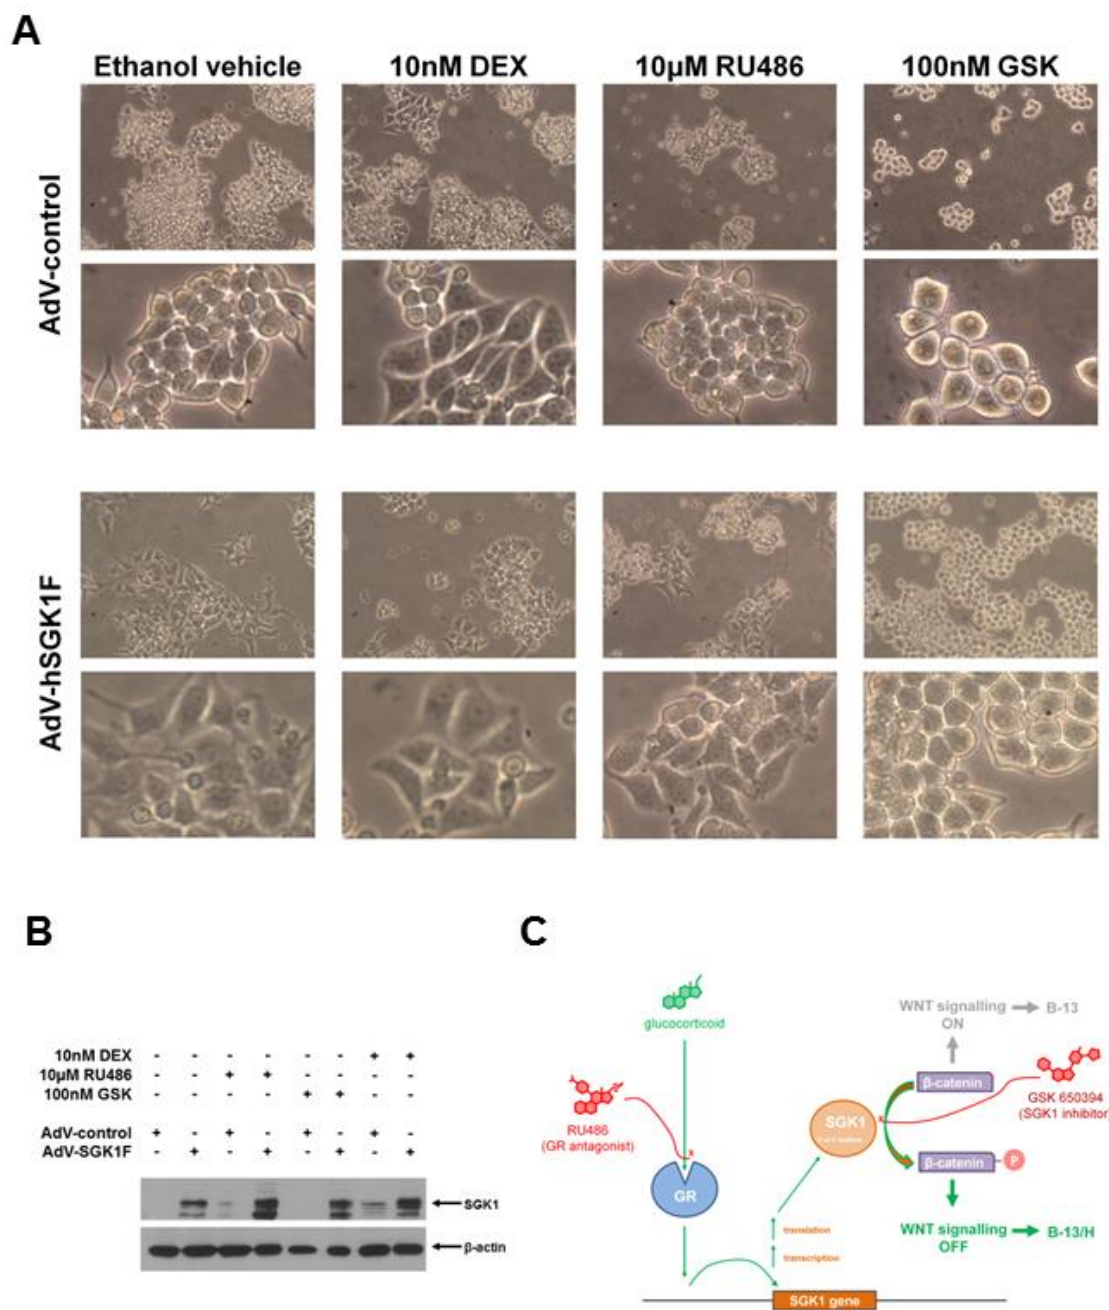 A
Ethanol vehicle
10nM DEX
10µM RU486
100nM GSK
AdV-control
AdV-hSGK1F
B
10nM DEX - - - - - - + +
10µM RU486 - - + + - - - -
100nM GSK - - - - + + - -
AdV-control + - + - + - + -
AdV-SGK1F - + - + - + - +
SGK1
β-actin
C
glucocorticoid
RU486
(GR antagonist)
GR
SGK1
translation
transcription
SGK1 gene
WNT signalling
ON
B-13
β-catenin
GSK 650394
(SGK1 inhibitor
β-catenin
P
WNT signalling
OFF
B-13/H